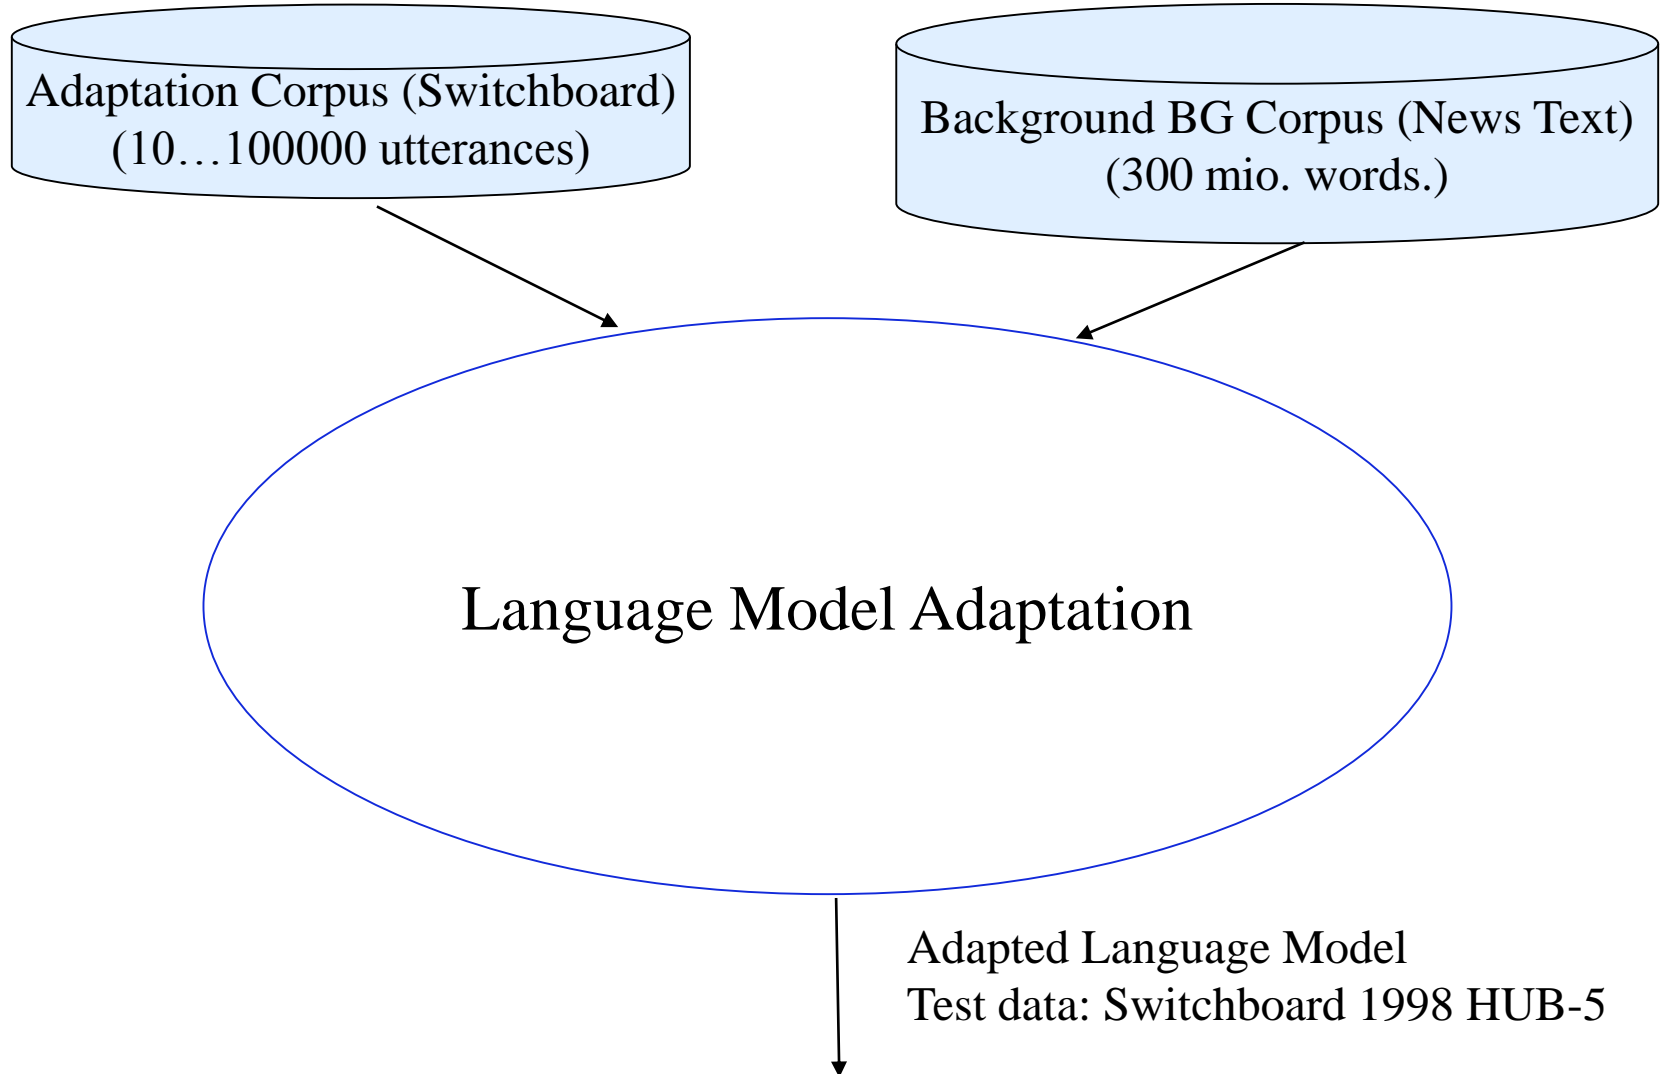 Adaptation Corpus (Switchboard)
(10…100000 utterances)
Background BG Corpus (News Text)
(300 mio. words.)
Language Model Adaptation
Adapted Language Model
Test data: Switchboard 1998 HUB-5